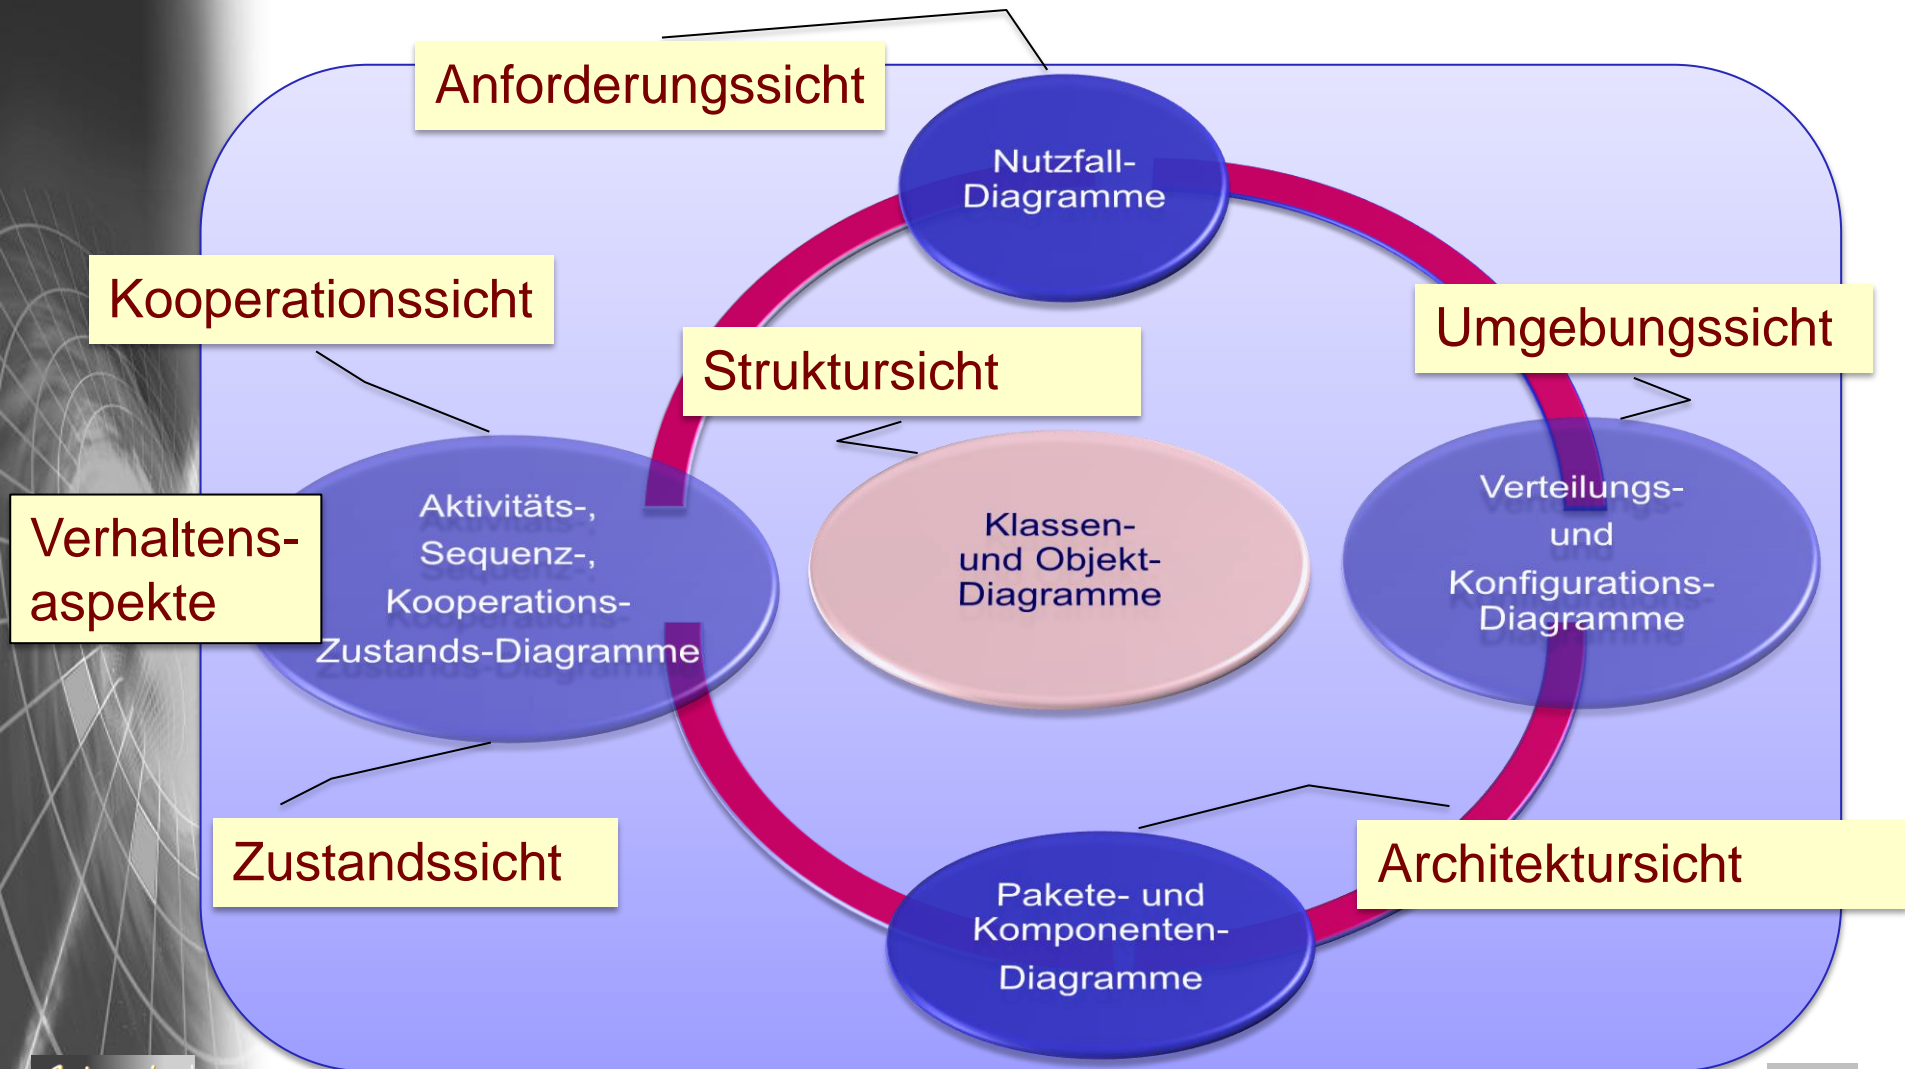 Anforderungssicht
Nutzfall-
Diagramme
Kooperationssicht
Umgebungssicht
Struktursicht
Verhaltens-
aspekte
Aktivitäts-,
Sequenz-,
Kooperations-
Zustands-Diagramme
Klassen-
und Objekt-
Diagramme
Verteilungs-
und
Konfigurations-
Diagramme
Zustandssicht
Architektursicht
Pakete- und
Komponenten-
Diagramme